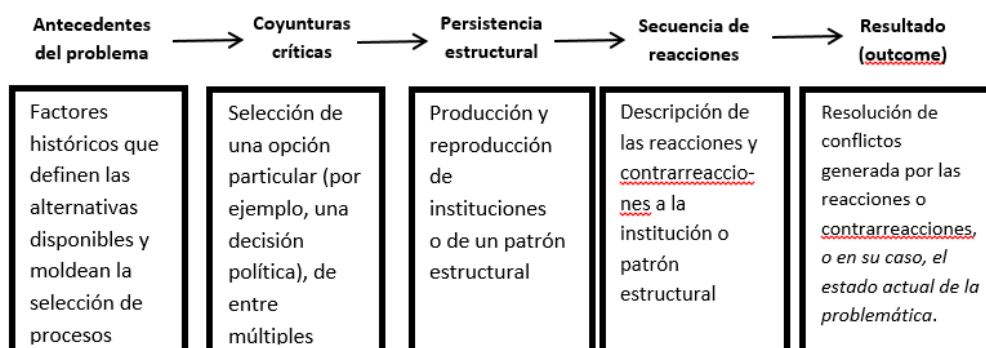 Antecedentes
del problema
Coyunturas
críticas
Persistencia
estructural
Secuencia de
reacciones
Resultado
(outcome)
Factores
históricos que
definen las
alternativas
disponibles y
moldean la
selección de
procesos
Selección de
una opción
particular (por
ejemplo, una
decisión
política), de
entre
múltiples
Producción y
reproducción
de
instituciones
o de un patrón
estructural
Descripción de
las reacciones y
contrarreaccio-
nes a la
institución o
patrón
estructural
Resolución de
conflictos
generada por las
reacciones o
contrarreacciones,
o en su caso, el
estado actual de la
problemática.